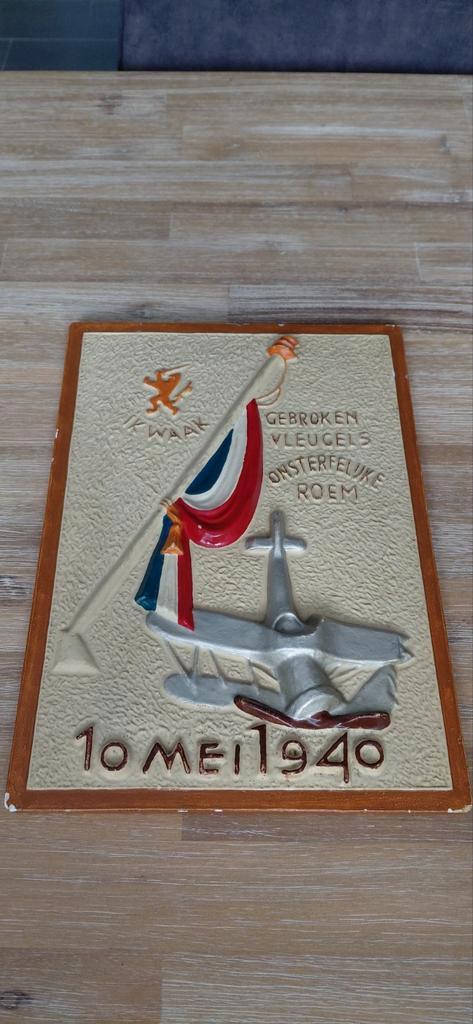 IK WAAK
GEBROKEN
VLEUGELS
ONSTERFELIJKE
ROEM
10 MEI 1940